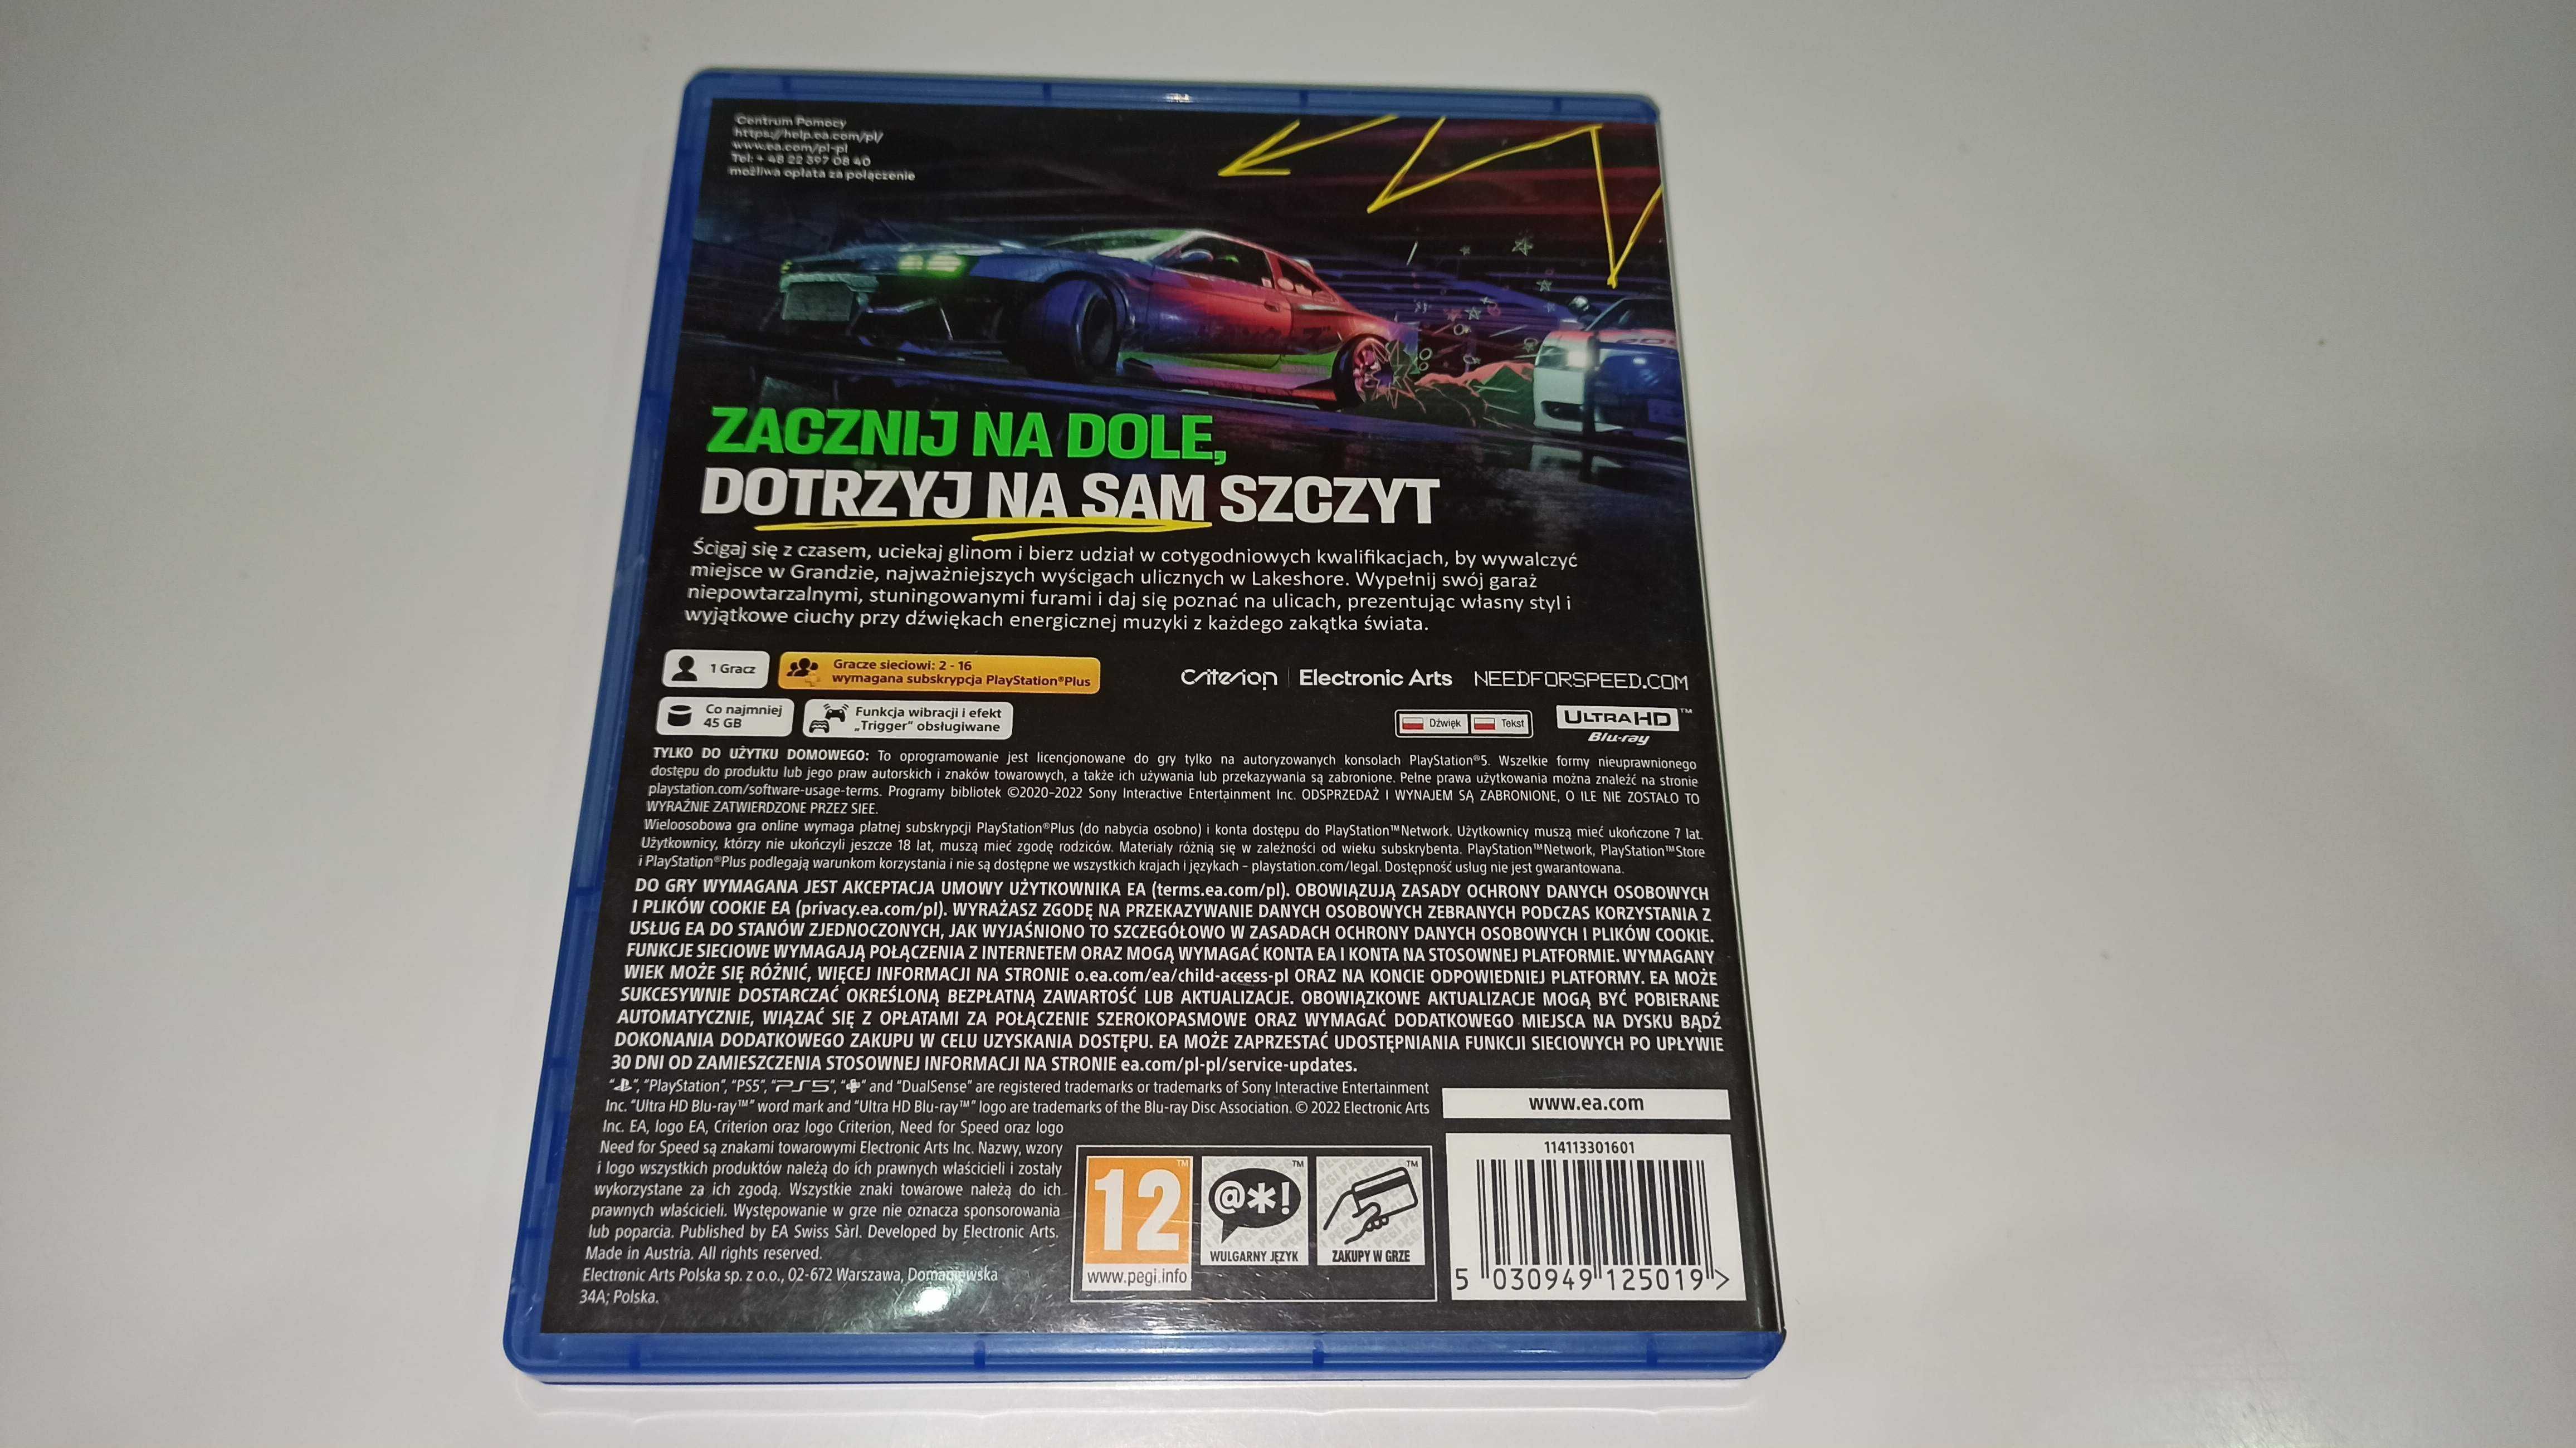 Centrum Pomocy
https://help.ea.com/pl/
www.ea.com/pl-pl
Tel: + 48 22 397 08 40
możliwa opłata za połączenie
ZACZNIJ NA DOLE,
DOTRZYJ NA SAM SZCZYT
Ścigaj się z czasem, uciekaj glinom i bierz udział w cotygodniowych kwalifikacjach, by wywalczyć
miejsce w Grandzie, najważniejszych wyścigach ulicznych w Lakeshore. Wypełnij swój garaż
niepowtarzalnymi, stuningowanymi furami i daj się poznać na ulicach, prezentując własny styl i
wyjątkowe ciuchy przy dźwiękach energicznej muzyki z każdego zakątka świata.
1 Gracz
Gracze sieciowi: 2 - 16
wymagana subskrypcja PlayStation®Plus
Criterion | Electronic Arts NEEDFORSPEED.COM
Co najmniej
45 GB
Funkcja wibracji i efekt
„Trigger" obsługiwane
Dźwięk Tekst
ULTRA HD™
Blu-ray
TYLKO DO UŻYTKU DOMOWEGO: To oprogramowanie jest licencjonowane do gry tylko na autoryzowanych konsolach PlayStation®5. Wszelkie formy nieuprawnionego
dostępu do produktu lub jego praw autorskich i znaków towarowych, a także ich używania lub przekazywania są zabronione. Pełne prawa użytkowania można znaleźć na stronie
playstation.com/software-usage-terms. Programy bibliotek ©2020-2022 Sony Interactive Entertainment Inc. ODSPRZEDAŻ I WYNAJEM SĄ ZABRONIONE, O ILE NIE ZOSTAŁO TO
WYRAŹNIE ZATWIERDZONE PRZEZ SIEE.
Wieloosobowa gra online wymaga płatnej subskrypcji PlayStation®Plus (do nabycia osobno) i konta dostępu do PlayStation™Network. Użytkownicy muszą mieć ukończone 7 lat.
Użytkownicy, którzy nie ukończyli jeszcze 18 lat, muszą mieć zgodę rodziców. Materiały różnią się w zależności od wieku subskrybenta. PlayStation™Network, PlayStation™Store
i PlayStation®Plus podlegają warunkom korzystania i nie są dostępne we wszystkich krajach i językach – playstation.com/legal. Dostępność usług nie jest gwarantowana.
DO GRY WYMAGANA JEST AKCEPTACJA UMOWY UŻYTKOWNIKA EA (terms.ea.com/pl). OBOWIĄZUJĄ ZASADY OCHRONY DANYCH OSOBOWYCH
I PLIKÓW COOKIE EA (privacy.ea.com/pl). WYRAŻASZ ZGODĘ NA PRZEKAZYWANIE DANYCH OSOBOWYCH ZEBRANYCH PODCZAS KORZYSTANIA Z
USŁUG EA DO STANÓW ZJEDNOCZONYCH, JAK WYJAŚNIONO TO SZCZEGÓŁOWO W ZASADACH OCHRONY DANYCH OSOBOWYCH I PLIKÓW COOKIE.
FUNKCJE SIECIOWE WYMAGAJĄ POŁĄCZENIA Z INTERNETEM ORAZ MOGĄ WYMAGAĆ KONTA EA I KONTA NA STOSOWNEJ PLATFORMIE. WYMAGANY
WIEK MOŻE SIĘ RÓŻNIĆ, WIĘCEJ INFORMACJI NA STRONIE o.ea.com/ea/child-access-pl ORAZ NA KONCIE ODPOWIEDNIEJ PLATFORMY. EA MOŻE
SUKCESYWNIE DOSTARCZAĆ OKREŚLONĄ BEZPŁATNĄ ZAWARTOŚĆ LUB AKTUALIZACJE. OBOWIĄZKOWE AKTUALIZACJE MOGĄ BYĆ POBIERANE
AUTOMATYCZNIE, WIĄZAĆ SIĘ Z OPŁATAMI ZA POŁĄCZENIE SZEROKOPASMOWE ORAZ WYMAGAĆ DODATKOWEGO MIEJSCA NA DYSKU BĄDŹ
DOKONANIA DODATKOWEGO ZAKUPU W CELU UZYSKANIA DOSTĘPU. EA MOŻE ZAPRZESTAĆ UDOSTĘPNIANIA FUNKCJI SIECIOWYCH PO UPŁYWIE
30 DNI OD ZAMIESZCZENIA STOSOWNEJ INFORMACJI NA STRONIE ea.com/pl-pl/service-updates.
"", "PlayStation", "PS5", "PS5", "" and "DualSense" are registered trademarks or trademarks of Sony Interactive Entertainment
Inc. "Ultra HD Blu-ray™" word mark and "Ultra HD Blu-ray™" logo are trademarks of the Blu-ray Disc Association. © 2022 Electronic Arts
Inc. EA, logo EA, Criterion oraz logo Criterion, Need for Speed oraz logo
Need for Speed są znakami towarowymi Electronic Arts Inc. Nazwy, wzory
i logo wszystkich produktów należą do ich prawnych właścicieli i zostały
wykorzystane za ich zgodą. Wszystkie znaki towarowe należą do ich
prawnych właścicieli. Występowanie w grze nie oznacza sponsorowania
lub poparcia. Published by EA Swiss Sàrl. Developed by Electronic Arts.
Made in Austria. All rights reserved.
Electronic Arts Polska sp. z o.o., 02-672 Warszawa, Domaniewska
34A; Polska.
12™
www.pegi.info
@*!
WULGARNY JĘZYK
ZAKUPY W GRZE
www.ea.com
114113301601
5 030949 125019 >